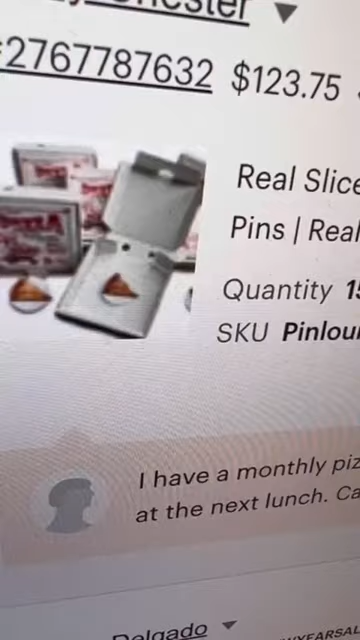 2767787632 $123.75
Real Slice
Pins | Real
Quantity
SKU Pinlou
I have a monthly piz
at the next lunch. Ca
Delgado